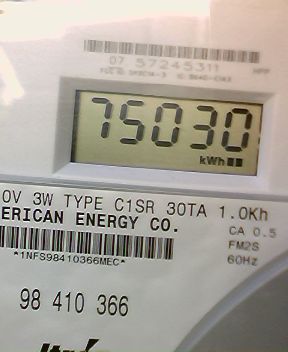 07 57245311
75030
kWh
0V 3W TYPE C1SR 30TA 1.0Kh
ERICAN ENERGY CO.
CA 0.5
FM2S
*1NFS98410366MEC*
60Hz
98 410 366